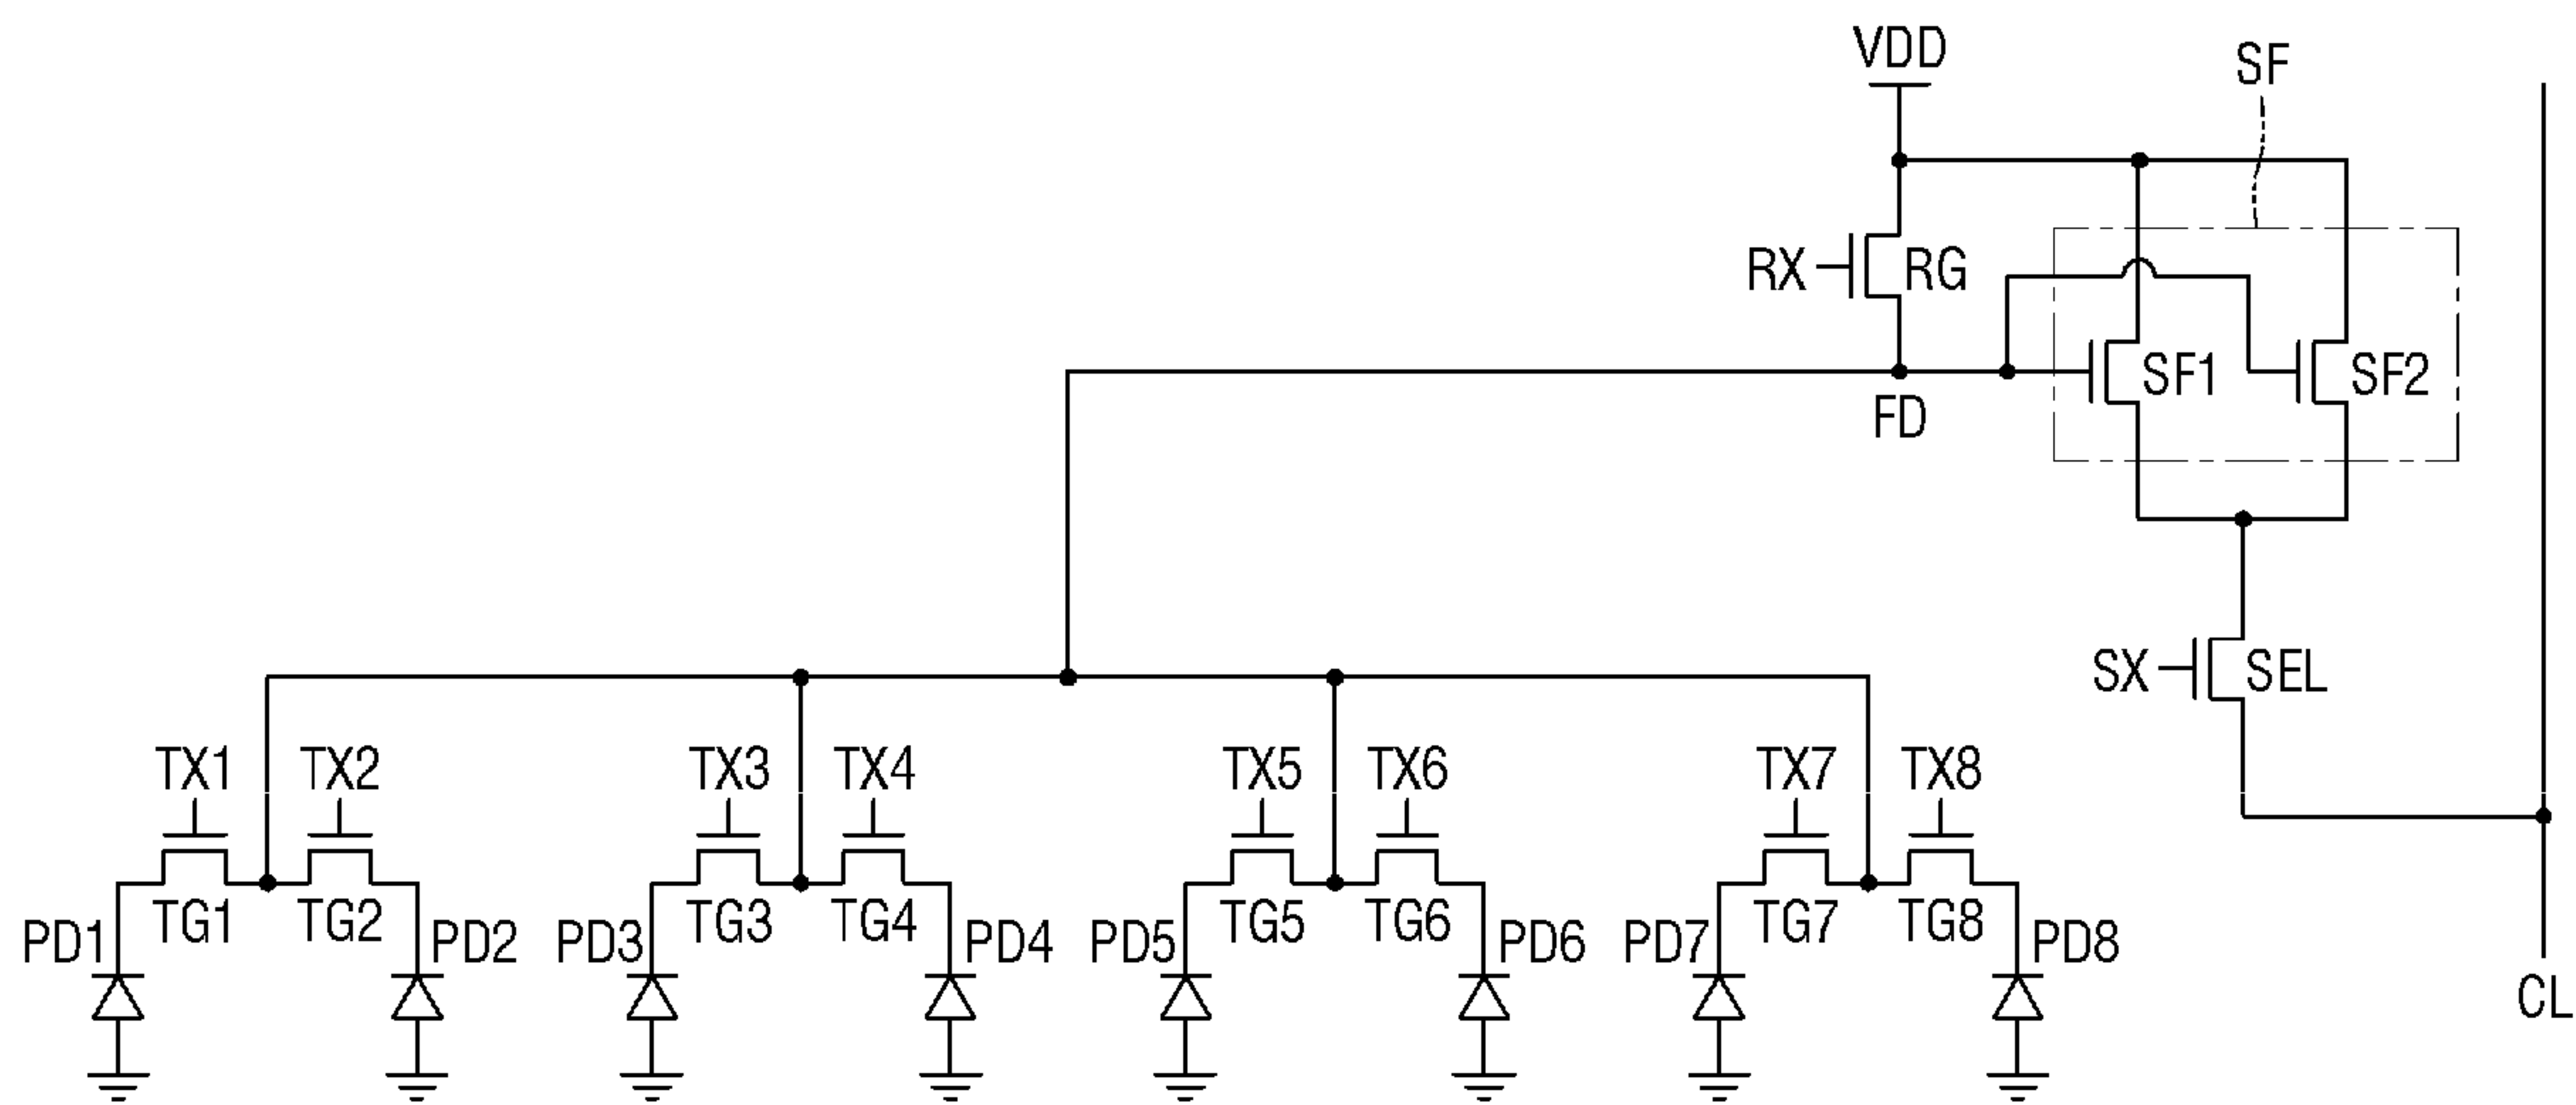 VDD
SF
RX
RG
SF1
SF2
FD
SX
SEL
TX1
TX2
TX3
TX4
TX5
TX6
TX7
TX8
TG1
TG2
TG3
TG4
TG5
TG6
TG7
TG8
PD1
PD2
PD3
PD4
PD5
PD6
PD7
PD8
CL